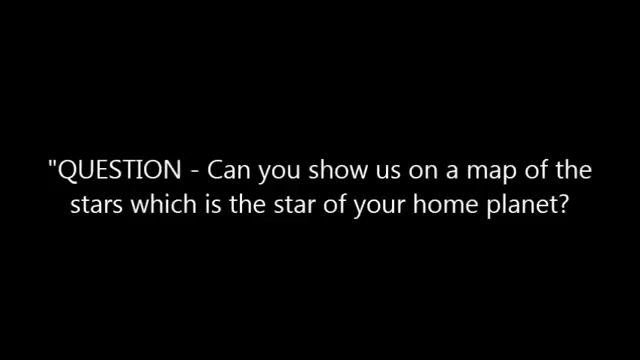 "QUESTION - Can you show us on a map of the
stars which is the star of your home planet?